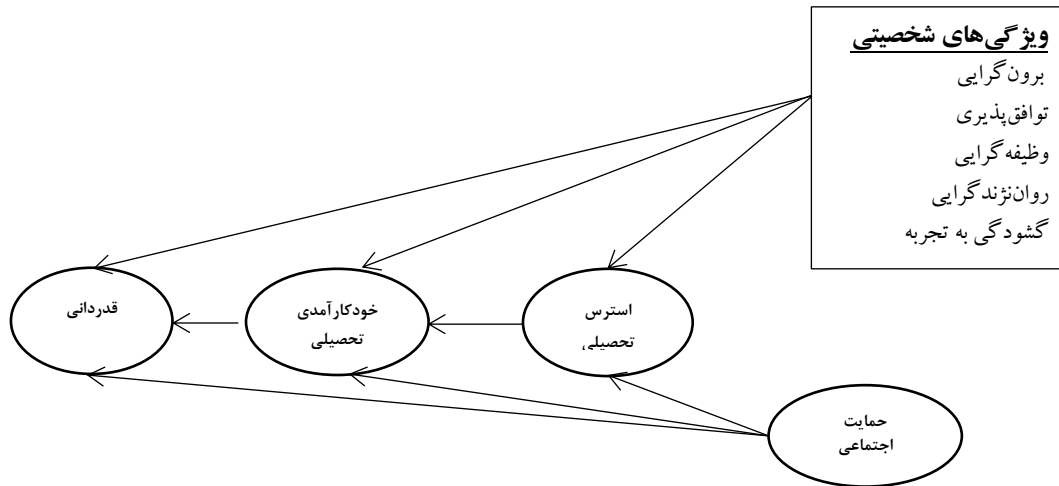 ویژگی‌های شخصیتی
برون‌گرایی
توافق‌پذیری
وظیفه‌گرایی
روان‌نژندگرایی
گشودگی به تجربه
استرس
تحصیلی
خودکارآمدی
تحصیلی
قدردانی
حمایت
اجتماعی